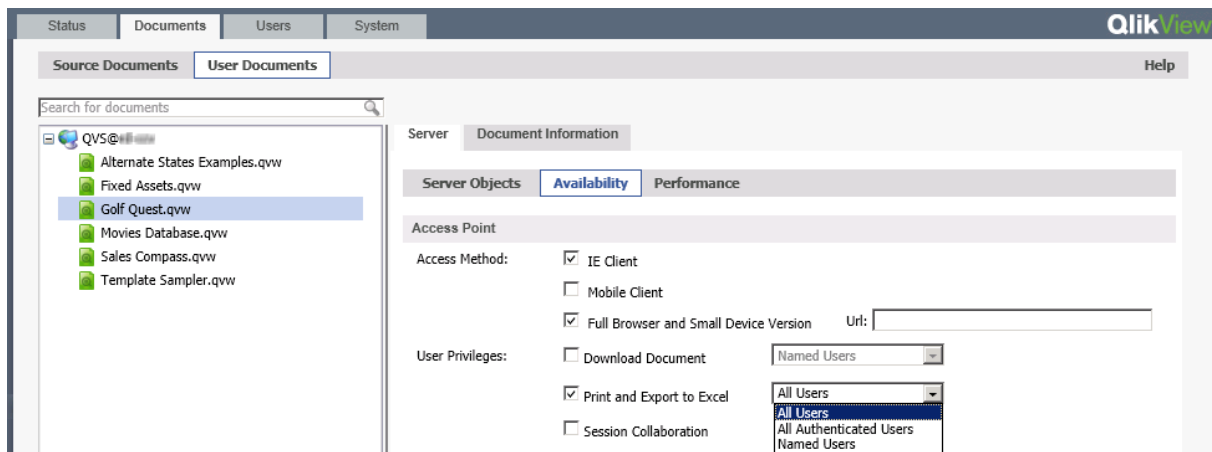 Status Documents Users System QlikView
Source Documents User Documents Help
Search for documents
QVS@
Alternate States Examples.qvw
Fixed Assets.qvw
Golf Quest.qvw
Movies Database.qvw
Sales Compass.qvw
Template Sampler.qvw
Server Document Information
Server Objects Availability Performance
Access Point
Access Method: IE Client
Mobile Client
Full Browser and Small Device Version Url:
User Privileges: Download Document Named Users
Print and Export to Excel All Users
All Users
All Authenticated Users
Session Collaboration
Named Users